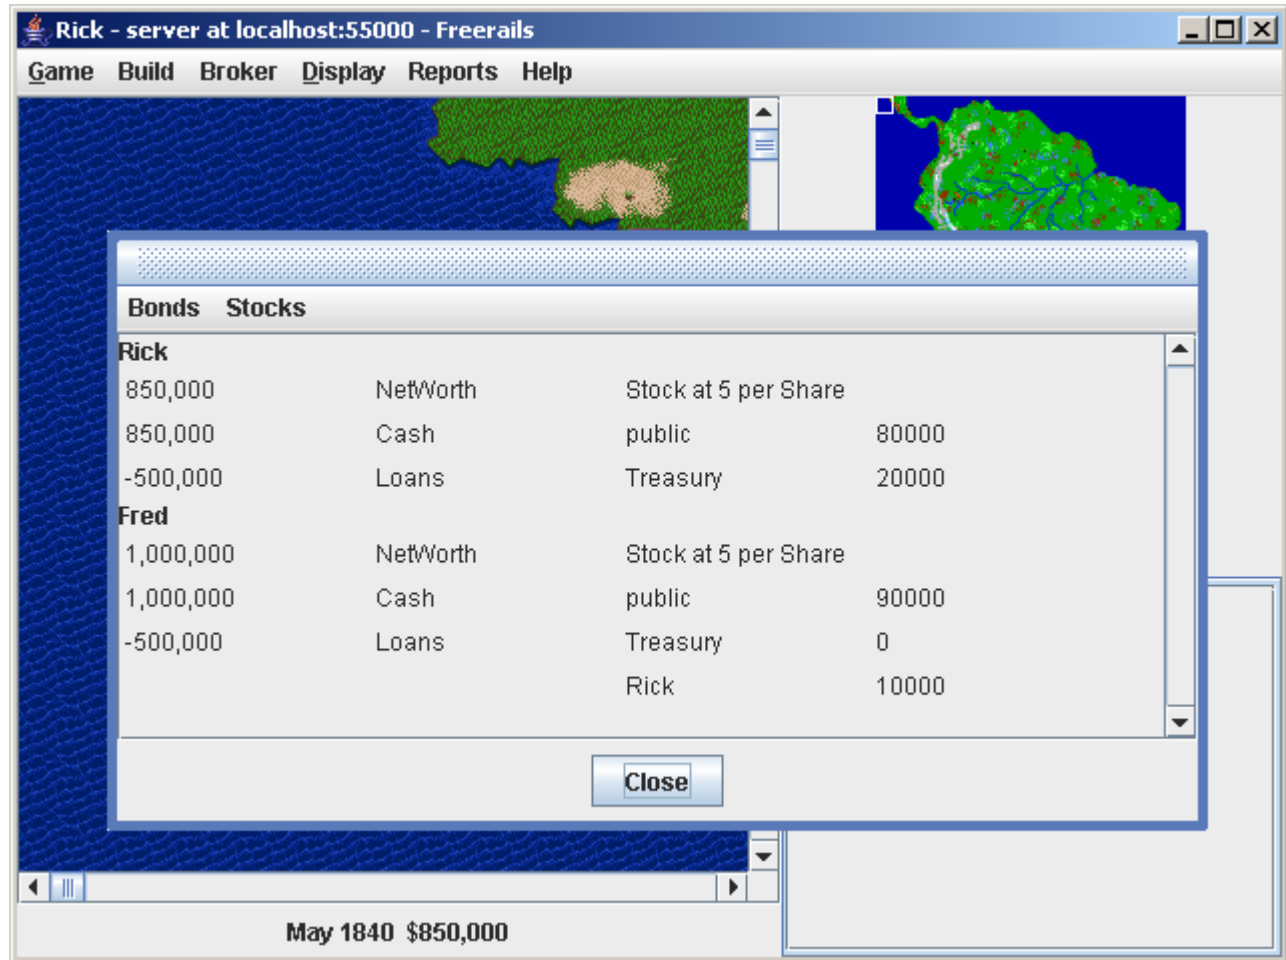 Rick - server at localhost:55000 - Freerails
Game Build Broker Display Reports Help
Bonds Stocks
Rick
850,000 NetWorth Stock at 5 per Share
850,000 Cash public 80000
-500,000 Loans Treasury 20000
Fred
1,000,000 NetWorth Stock at 5 per Share
1,000,000 Cash public 90000
-500,000 Loans Treasury 0
Rick 10000
Close
May 1840 $850,000